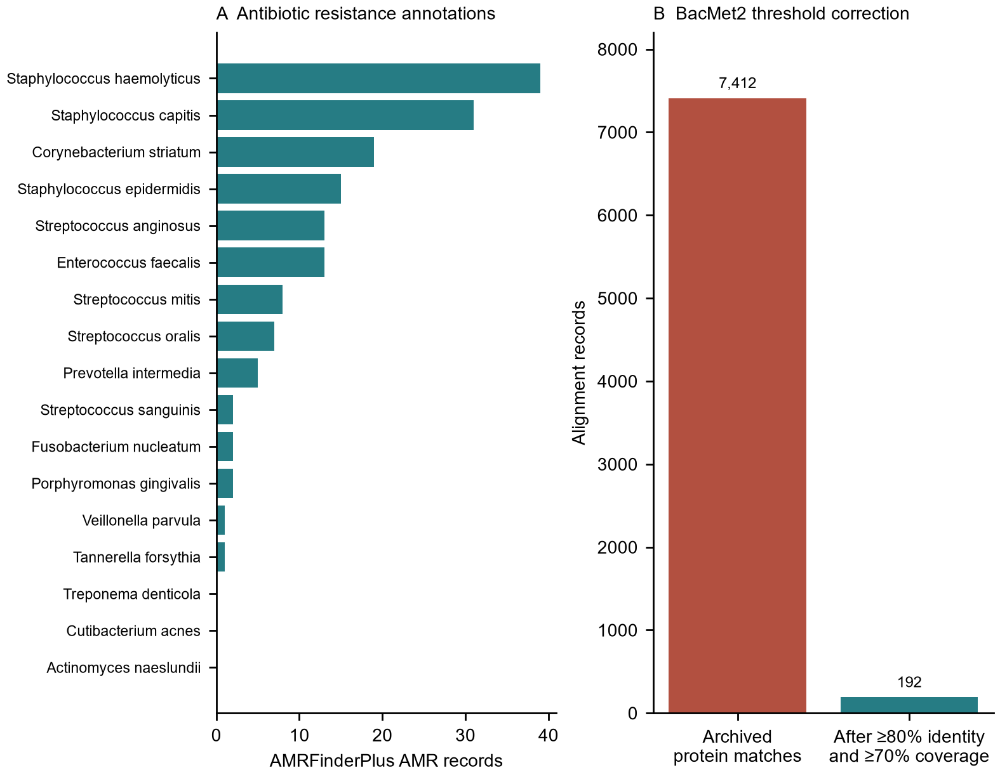 A  Antibiotic resistance annotations
Staphylococcus haemolyticus
Staphylococcus capitis
Corynebacterium striatum
Staphylococcus epidermidis
Streptococcus anginosus
Enterococcus faecalis
Streptococcus mitis
Streptococcus oralis
Prevotella intermedia
Streptococcus sanguinis
Fusobacterium nucleatum
Porphyromonas gingivalis
Veillonella parvula
Tannerella forsythia
Treponema denticola
Cutibacterium acnes
Actinomyces naeslundii
0 10 20 30 40
AMRFinderPlus AMR records
B  BacMet2 threshold correction
Alignment records
8000
7000
6000
5000
4000
3000
2000
1000
0
7,412
192
Archived
protein matches
After ≥80% identity
and ≥70% coverage